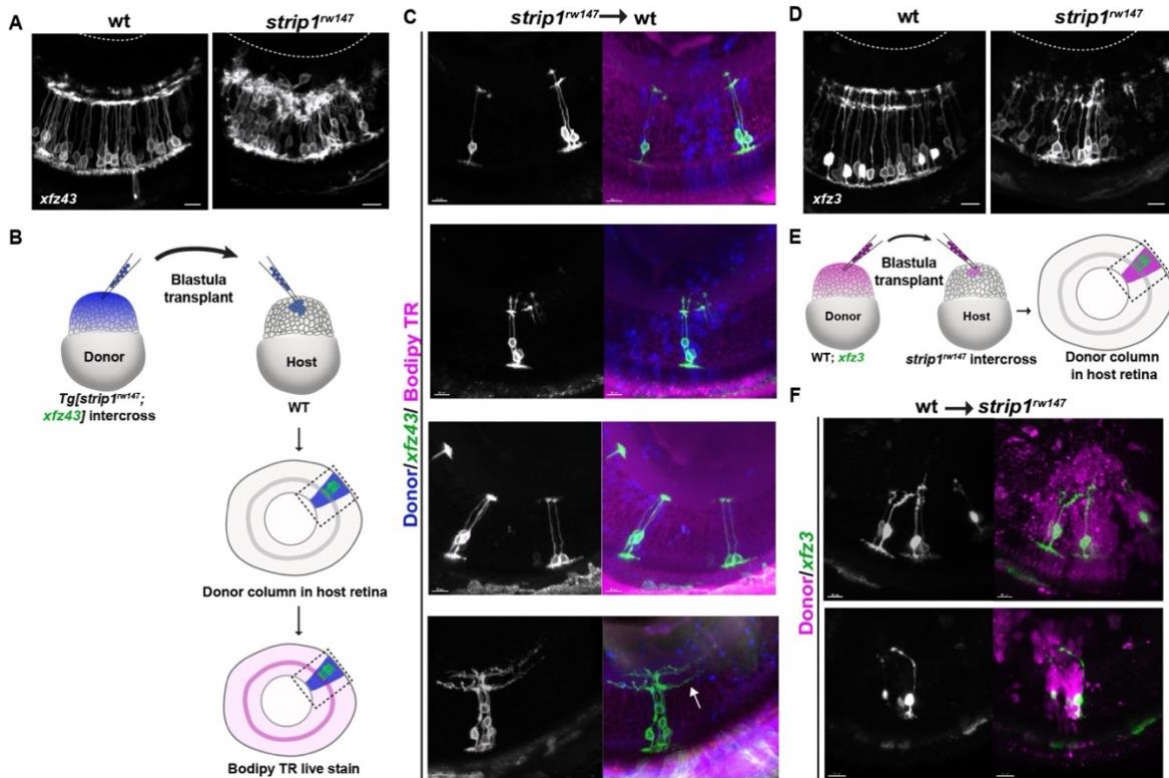 A
wt
strip1rw147
xfz43
B
Blastula
transplant
Donor
Host
Tg[strip1rw147;
xfz43] intercross
WT
Donor column in host retina
Bodipy TR live stain
C
strip1rw147 → wt
Donor/xfz43/Bodipy TR
D
wt
strip1rw147
xfz3
E
Blastula
transplant
Donor
Host
WT; xfz3
strip1rw147 intercross
Donor column
in host retina
F
wt → strip1rw147
Donor/xfz3